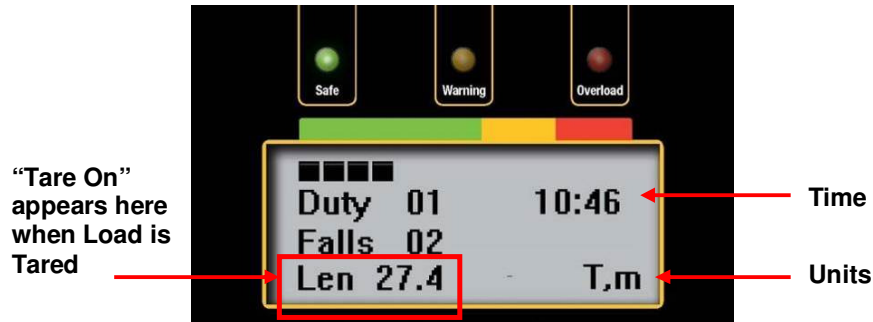 Safe
Warning
Overload
Duty 01 10:46
Falls 02
Len 27.4 - T,m
“Tare On”
appears here
when Load is
Tared
Time
Units